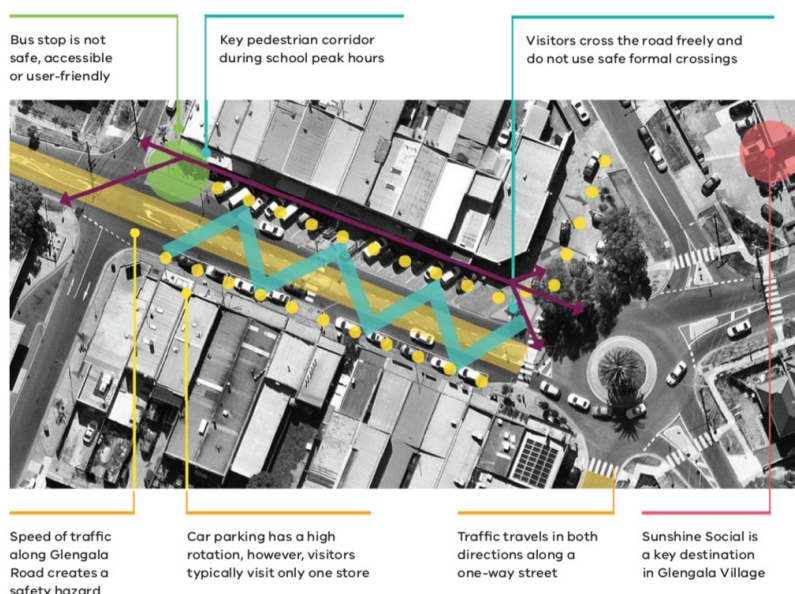 Bus stop is not
safe, accessible
or user-friendly
Key pedestrian corridor
during school peak hours
Visitors cross the road freely and
do not use safe formal crossings
Speed of traffic
along Glengala
Road creates a
safety hazard
Car parking has a high
rotation, however, visitors
typically visit only one store
Traffic travels in both
directions along a
one-way street
Sunshine Social is
a key destination
in Glengala Village